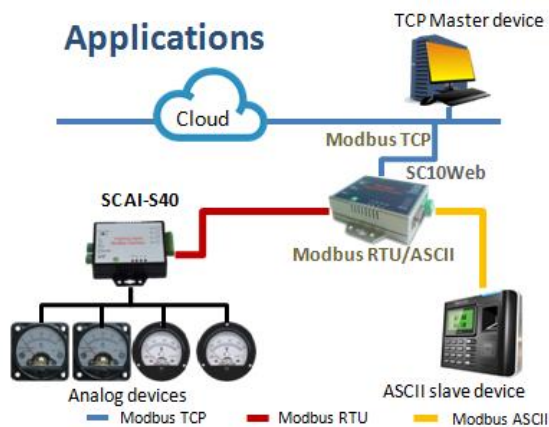 Applications
TCP Master device
Cloud
Modbus TCP
SC10Web
SCAI-S40
Modbus RTU/ASCII
Analog devices
ASCII slave device
Modbus TCP
Modbus RTU
Modbus ASCII